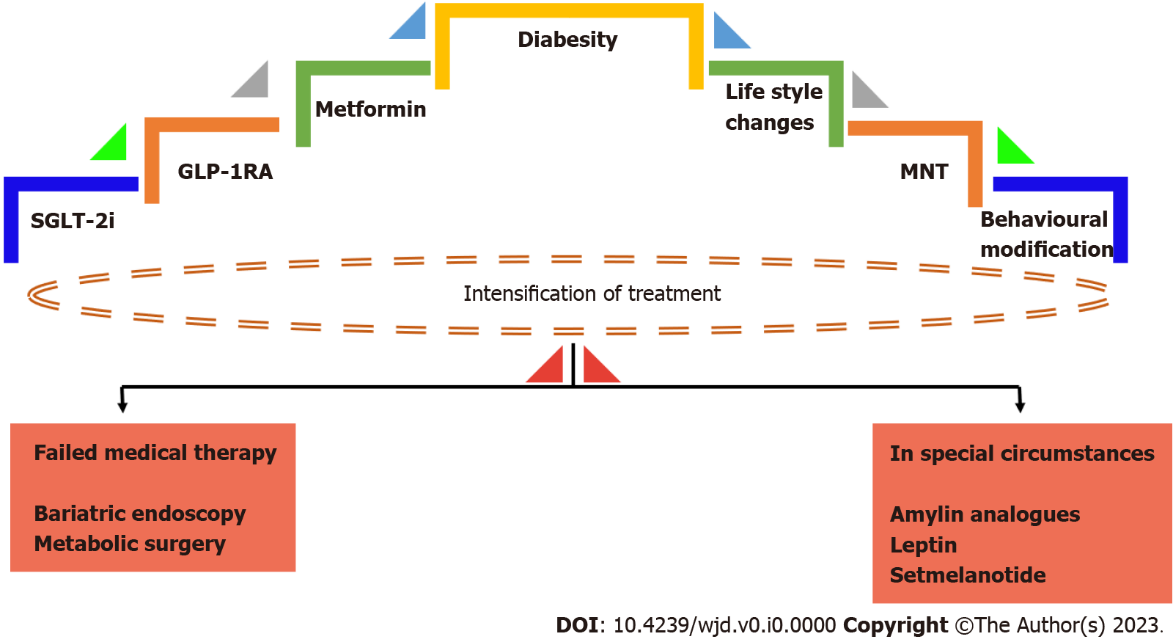 Diabesity
Metformin
Life style
changes
GLP-1RA
MNT
SGLT-2i
Behavioural
modification
Intensification of treatment
Failed medical therapy
Bariatric endoscopy
Metabolic surgery
In special circumstances
Amylin analogues
Leptin
Setmelanotide
DOI: 10.4239/wjd.v0.i0.0000 Copyright ©The Author(s) 2023.